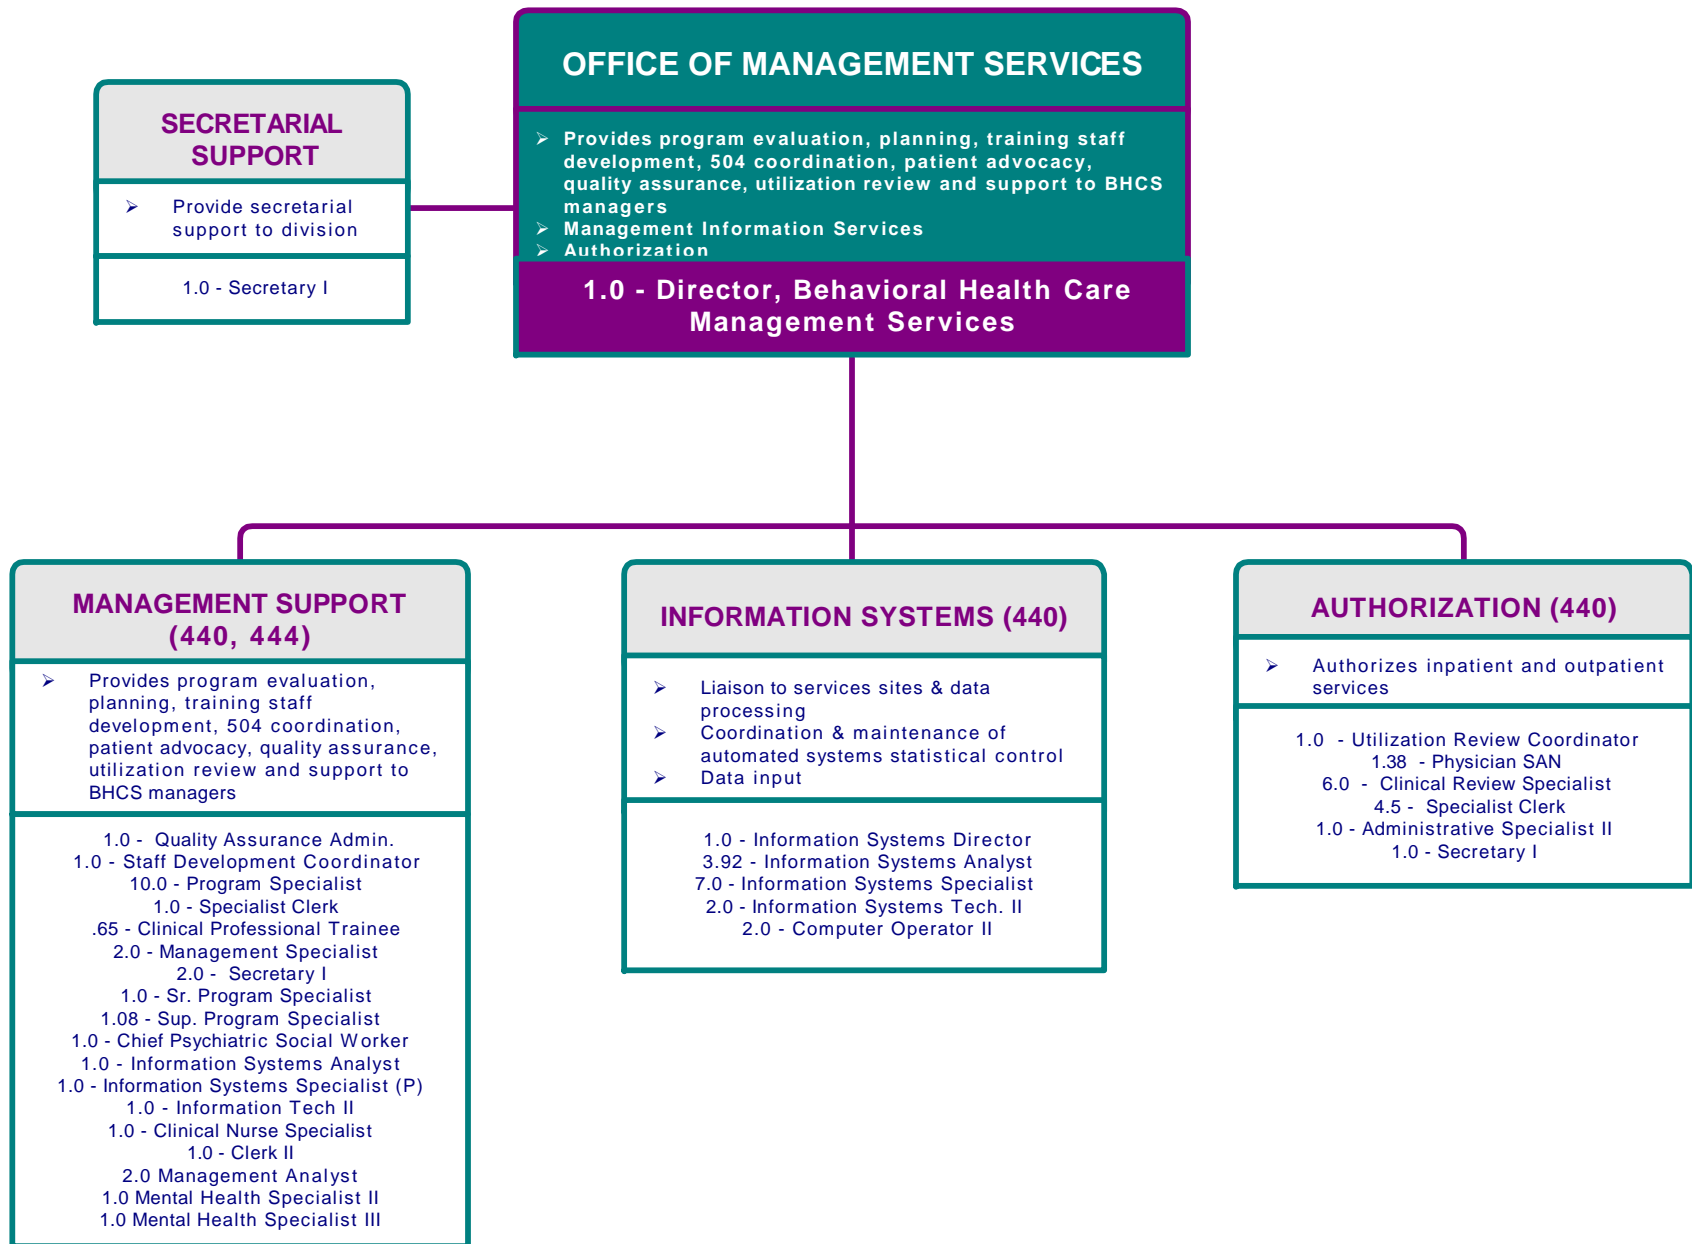 OFFICE OF MANAGEMENT SERVICES
➢ Provides program evaluation, planning, training staff
development, 504 coordination, patient advocacy,
quality assurance, utilization review and support to BHCS
managers
➢ Management Information Services
➢ Authorization
1.0 - Director, Behavioral Health Care
Management Services
SECRETARIAL
SUPPORT
➢ Provide secretarial
support to division
1.0 - Secretary I
MANAGEMENT SUPPORT
(440, 444)
➢ Provides program evaluation,
planning, training staff
development, 504 coordination,
patient advocacy, quality assurance,
utilization review and support to
BHCS managers
1.0 - Quality Assurance Admin.
1.0 - Staff Development Coordinator
10.0 - Program Specialist
1.0 - Specialist Clerk
.65 - Clinical Professional Trainee
2.0 - Management Specialist
2.0 - Secretary I
1.0 - Sr. Program Specialist
1.08 - Sup. Program Specialist
1.0 - Chief Psychiatric Social Worker
1.0 - Information Systems Analyst
1.0 - Information Systems Specialist (P)
1.0 - Information Tech II
1.0 - Clinical Nurse Specialist
1.0 - Clerk II
2.0 Management Analyst
1.0 Mental Health Specialist II
1.0 Mental Health Specialist III
INFORMATION SYSTEMS (440)
➢ Liaison to services sites & data
processing
➢ Coordination & maintenance of
automated systems statistical control
➢ Data input
1.0 - Information Systems Director
3.92 - Information Systems Analyst
7.0 - Information Systems Specialist
2.0 - Information Systems Tech. II
2.0 - Computer Operator II
AUTHORIZATION (440)
➢ Authorizes inpatient and outpatient
services
1.0 - Utilization Review Coordinator
1.38 - Physician SAN
6.0 - Clinical Review Specialist
4.5 - Specialist Clerk
1.0 - Administrative Specialist II
1.0 - Secretary I